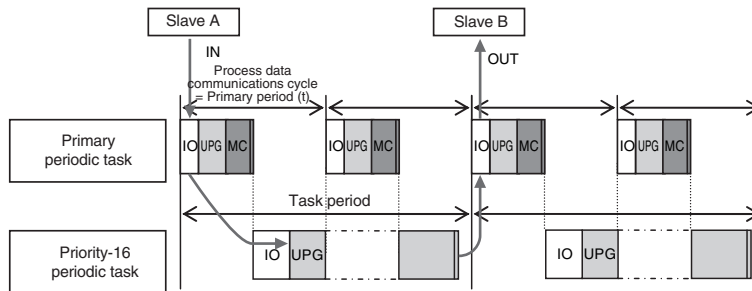 Slave A
Slave B
IN
OUT
Process data
communications cycle
= Primary period (t)
Primary
periodic task
IO UPG MC
IO UPG MC
IO UPG MC
IO UPG MC
Task period
Priority-16
periodic task
IO UPG
IO UPG